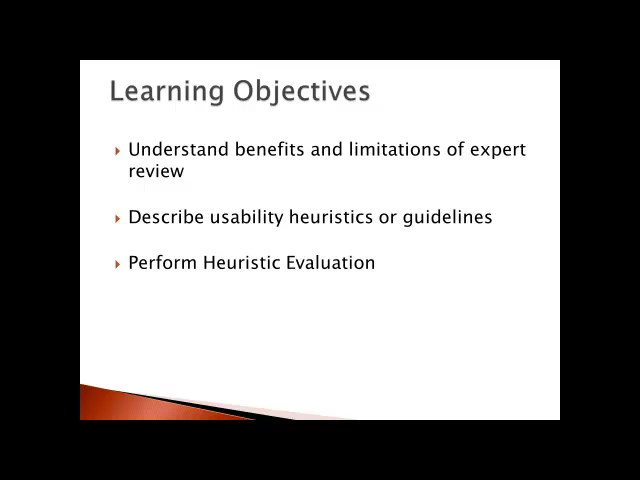 Learning Objectives
Understand benefits and limitations of expert
review
Describe usability heuristics or guidelines
Perform Heuristic Evaluation